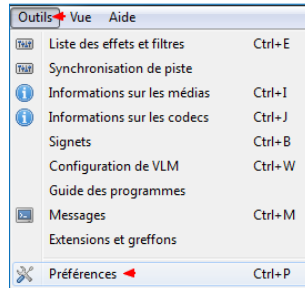 Outils Vue Aide
Liste des effets et filtres Ctrl+E
Synchronisation de piste
Informations sur les médias Ctrl+I
Informations sur les codecs Ctrl+J
Signets Ctrl+B
Configuration de VLM Ctrl+W
Guide des programmes
Messages Ctrl+M
Extensions et greffons
Préférences Ctrl+P